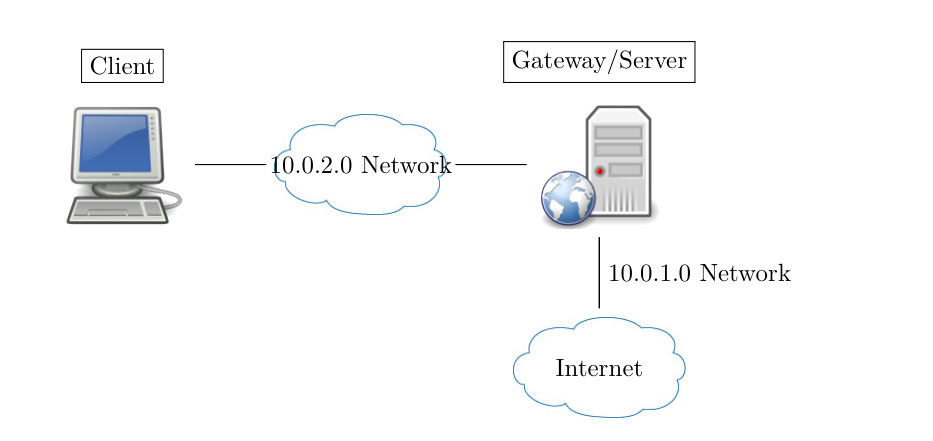 Client
Gateway/Server
10.0.2.0 Network
10.0.1.0 Network
Internet